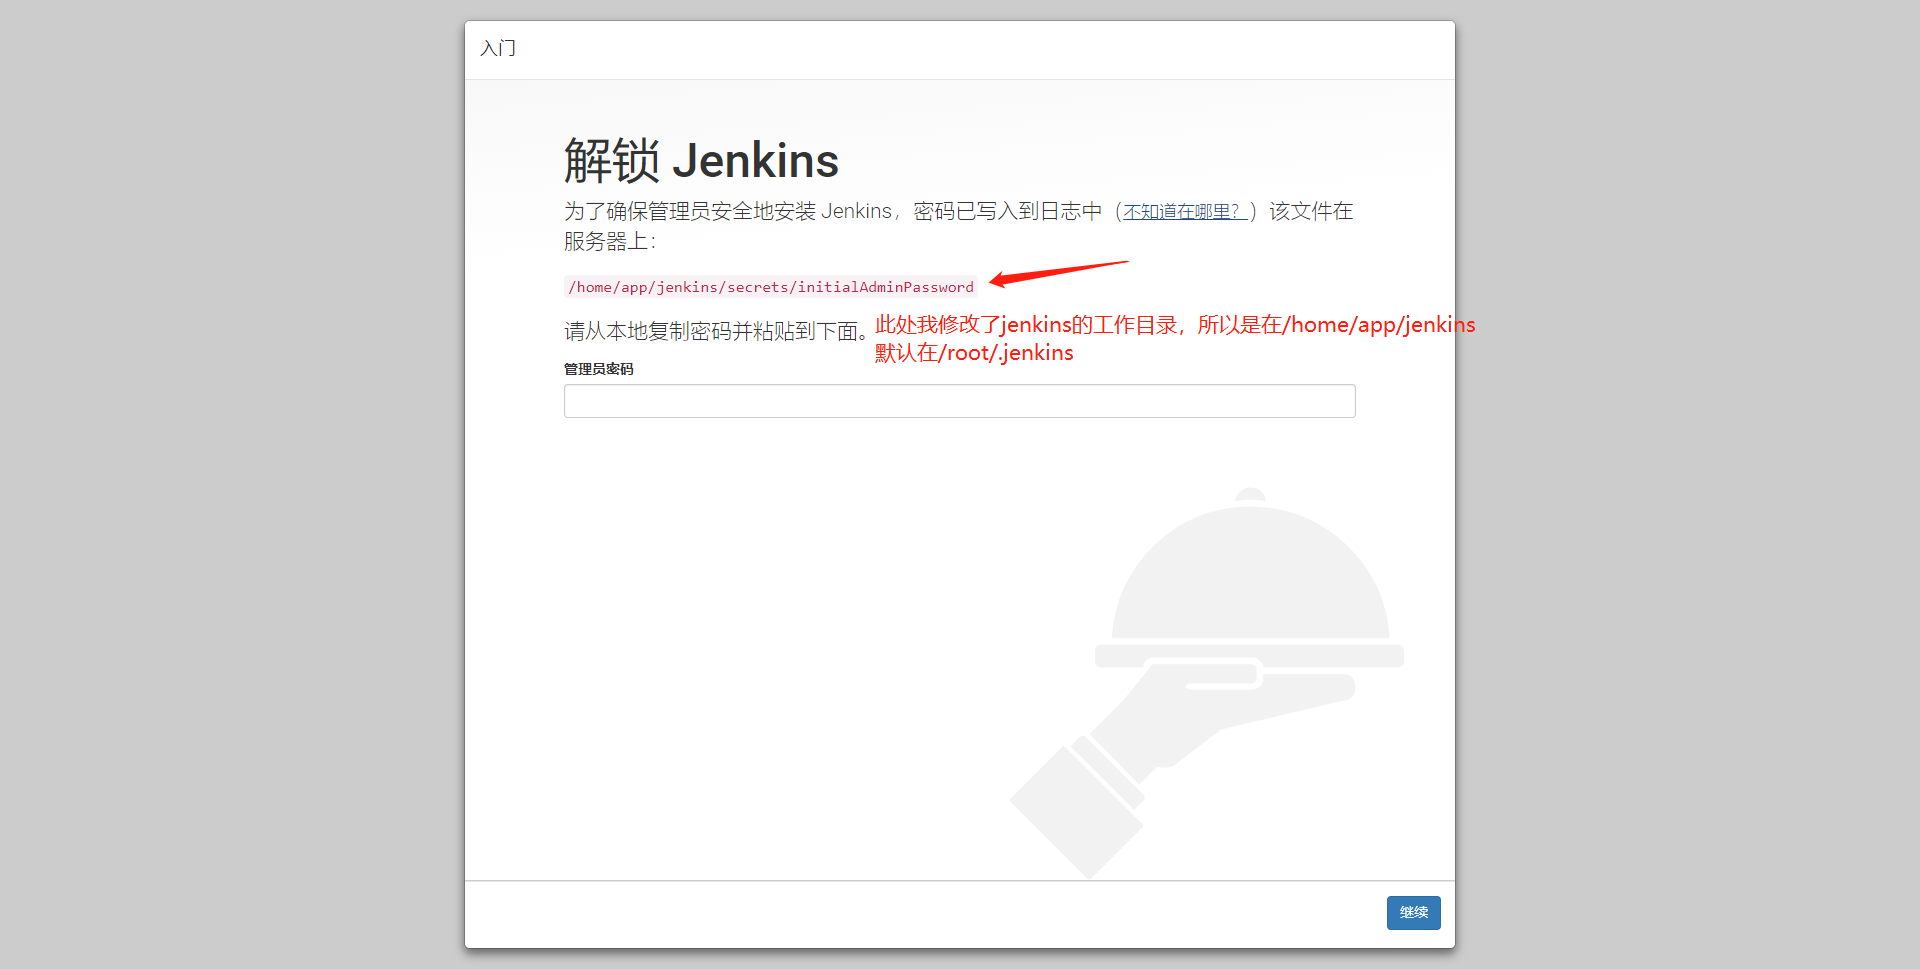 入门
解锁 Jenkins
为了确保管理员安全地安装 Jenkins，密码已写入到日志中（不知道在哪里？）该文件在
服务器上：
/home/app/jenkins/secrets/initialAdminPassword
请从本地复制密码并粘贴到下面。
此处我修改了jenkins的工作目录，所以是在/home/app/jenkins
默认在/root/.jenkins
管理员密码
继续